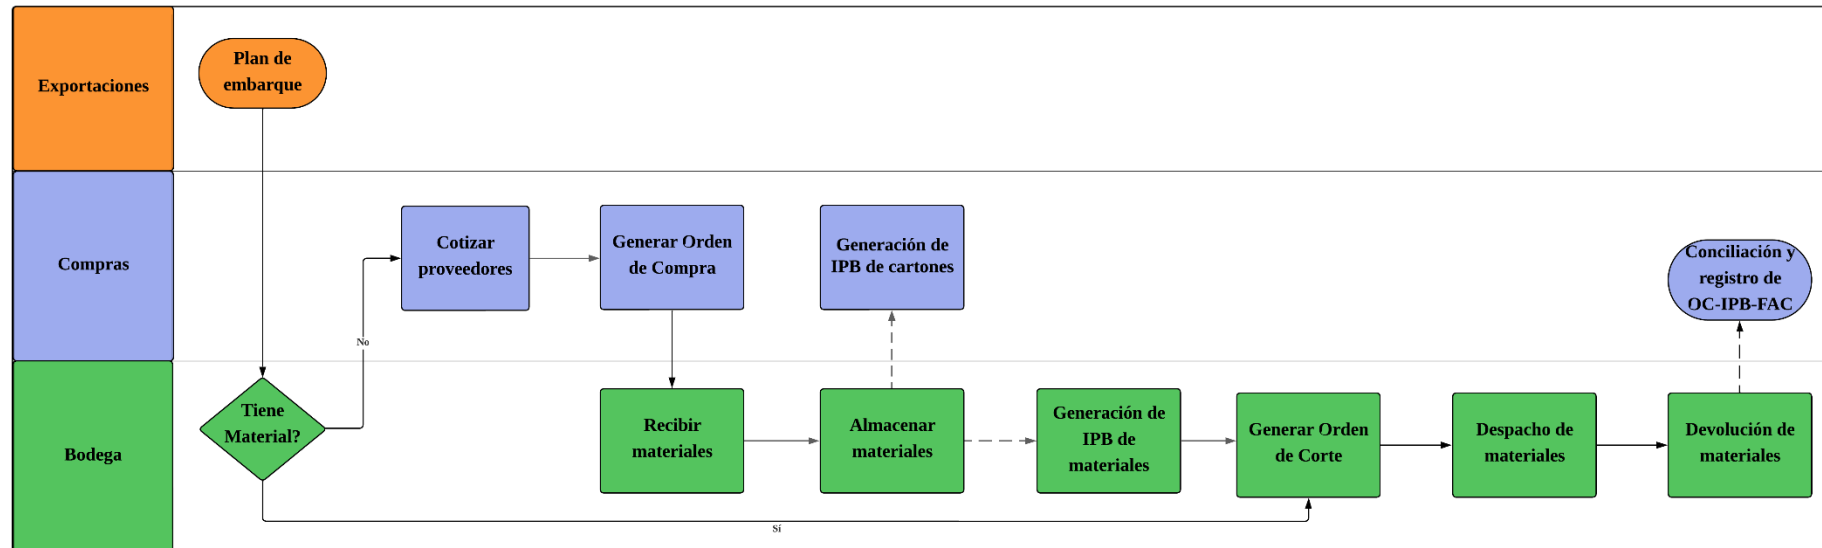 Exportaciones
Plan de
embarque
Compras
Cotizar
proveedores
Generar Orden
de Compra
Generación de
IPB de cartones
Conciliación y
registro de
OC-IPB-FAC
No
Bodega
Tiene
Material?
Recibir
materiales
Almacenar
materiales
Generación de
IPB de
materiales
Generar Orden
de Corte
Despacho de
materiales
Devolución de
materiales
Sí